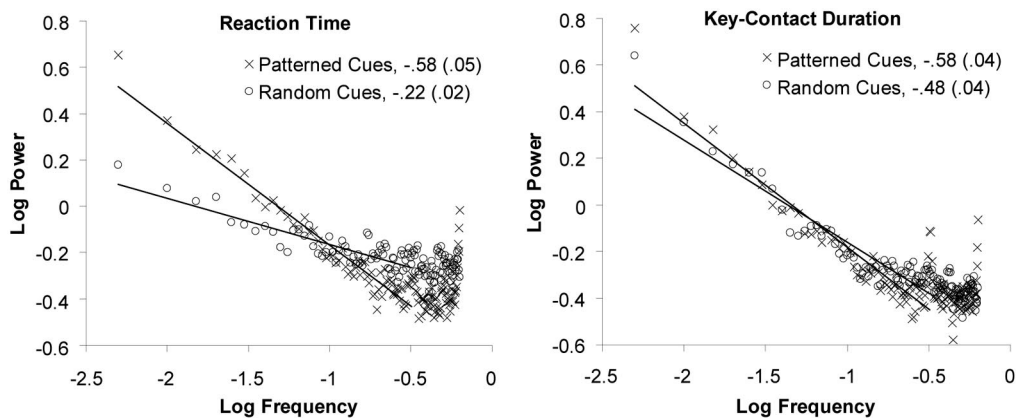 Reaction Time
× Patterned Cues, -.58 (.05)
○ Random Cues, -.22 (.02)
Log Power
0.8
0.6
0.4
0.2
0
-0.2
-0.4
-0.6
-2.5 -2 -1.5 -1 -0.5 0
Log Frequency
Key-Contact Duration
× Patterned Cues, -.58 (.04)
○ Random Cues, -.48 (.04)
Log Power
0.8
0.6
0.4
0.2
0
-0.2
-0.4
-0.6
-2.5 -2 -1.5 -1 -0.5 0
Log Frequency